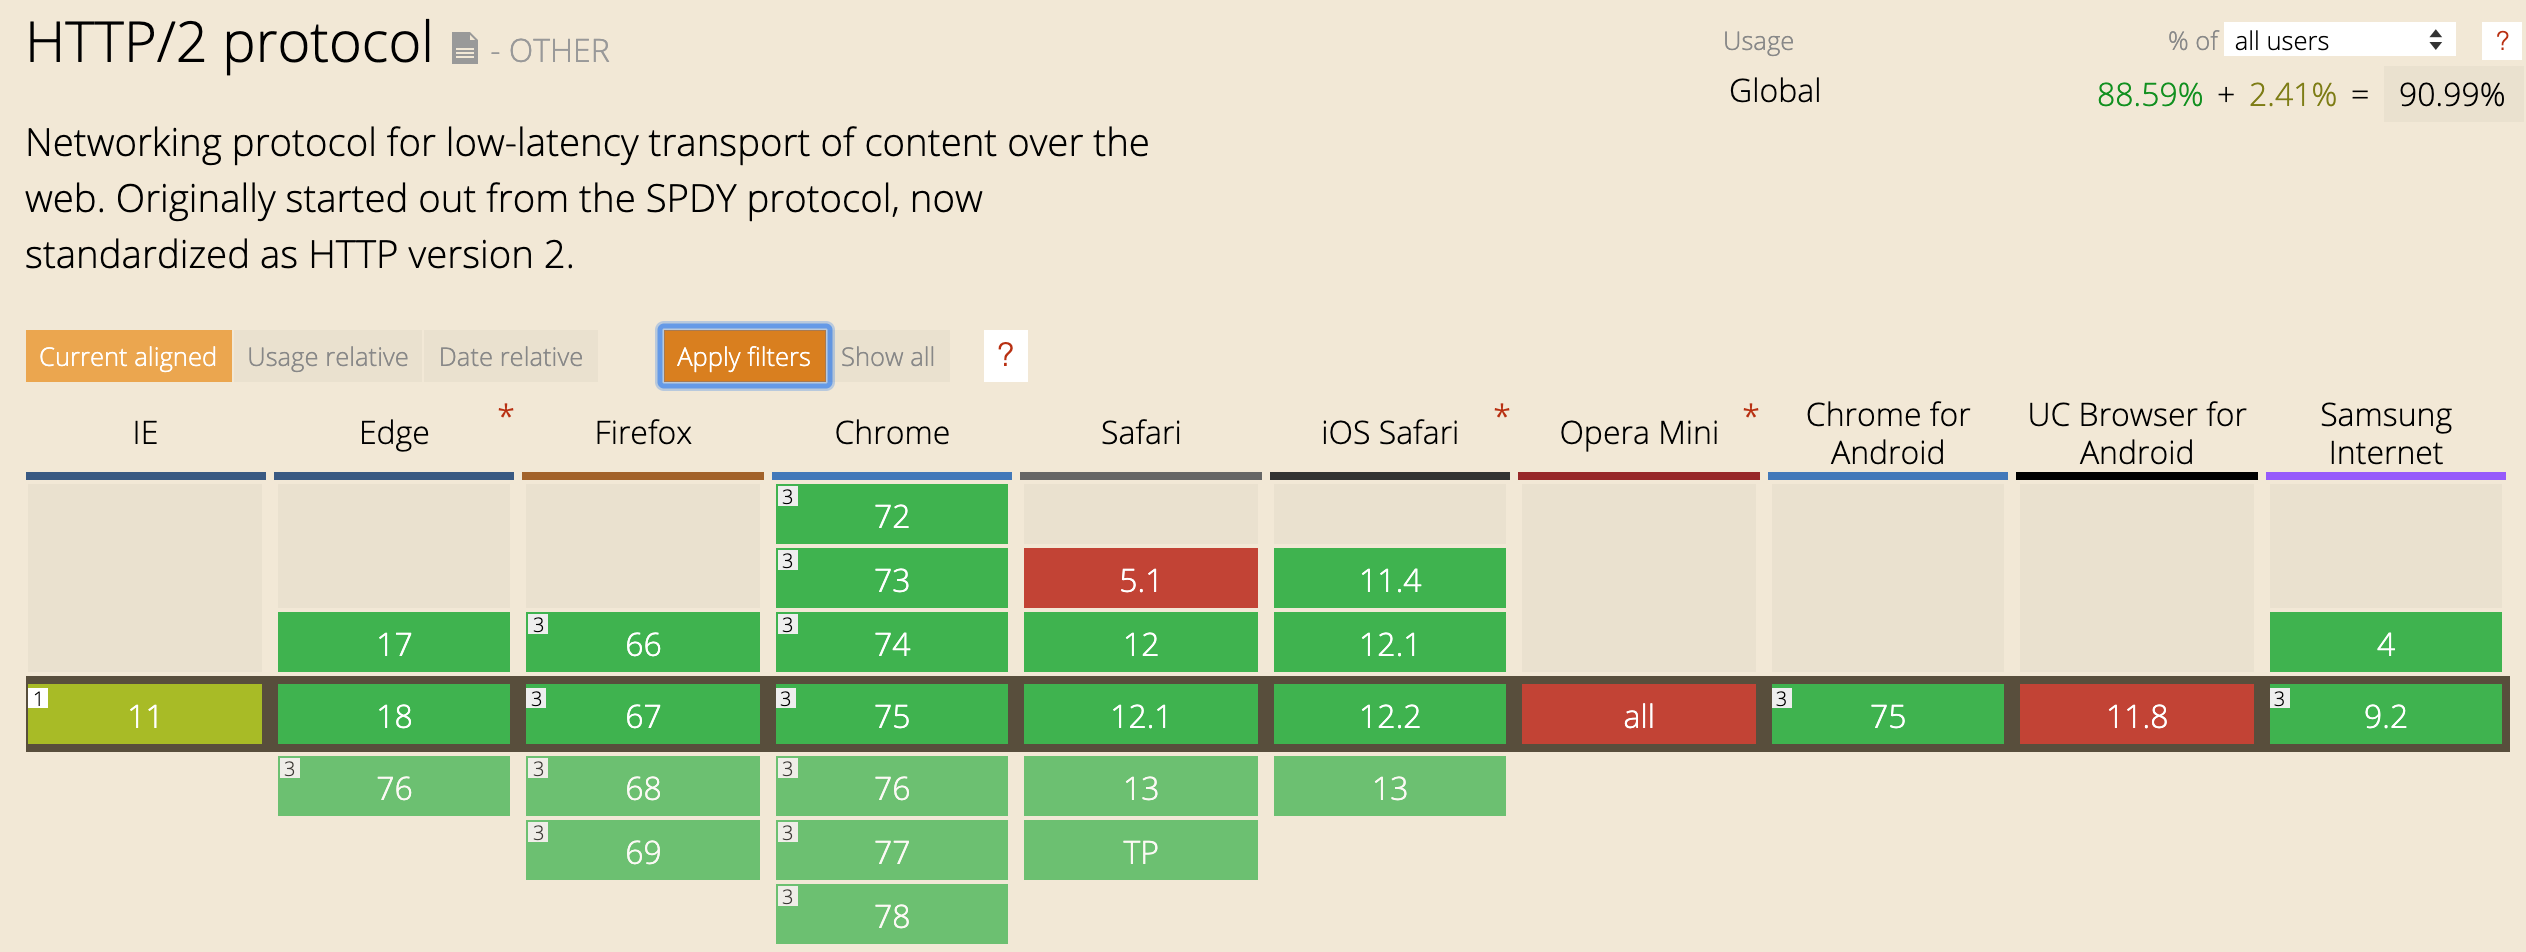 HTTP/2 protocol - OTHER
Usage % of all users ?
Global 88.59% + 2.41% = 90.99%
Networking protocol for low-latency transport of content over the
web. Originally started out from the SPDY protocol, now
standardized as HTTP version 2.
Current aligned Usage relative Date relative Apply filters Show all ?
IE Edge * Firefox Chrome Safari iOS Safari * Opera Mini * Chrome for Android UC Browser for Android Samsung Internet
3 72
3 73 5.1 11.4
17 3 66 3 74 12 12.1 4
1 11 18 3 67 3 75 12.1 12.2 all 3 75 11.8 3 9.2
3 76 3 68 3 76 13 13
3 69 3 77 TP
3 78